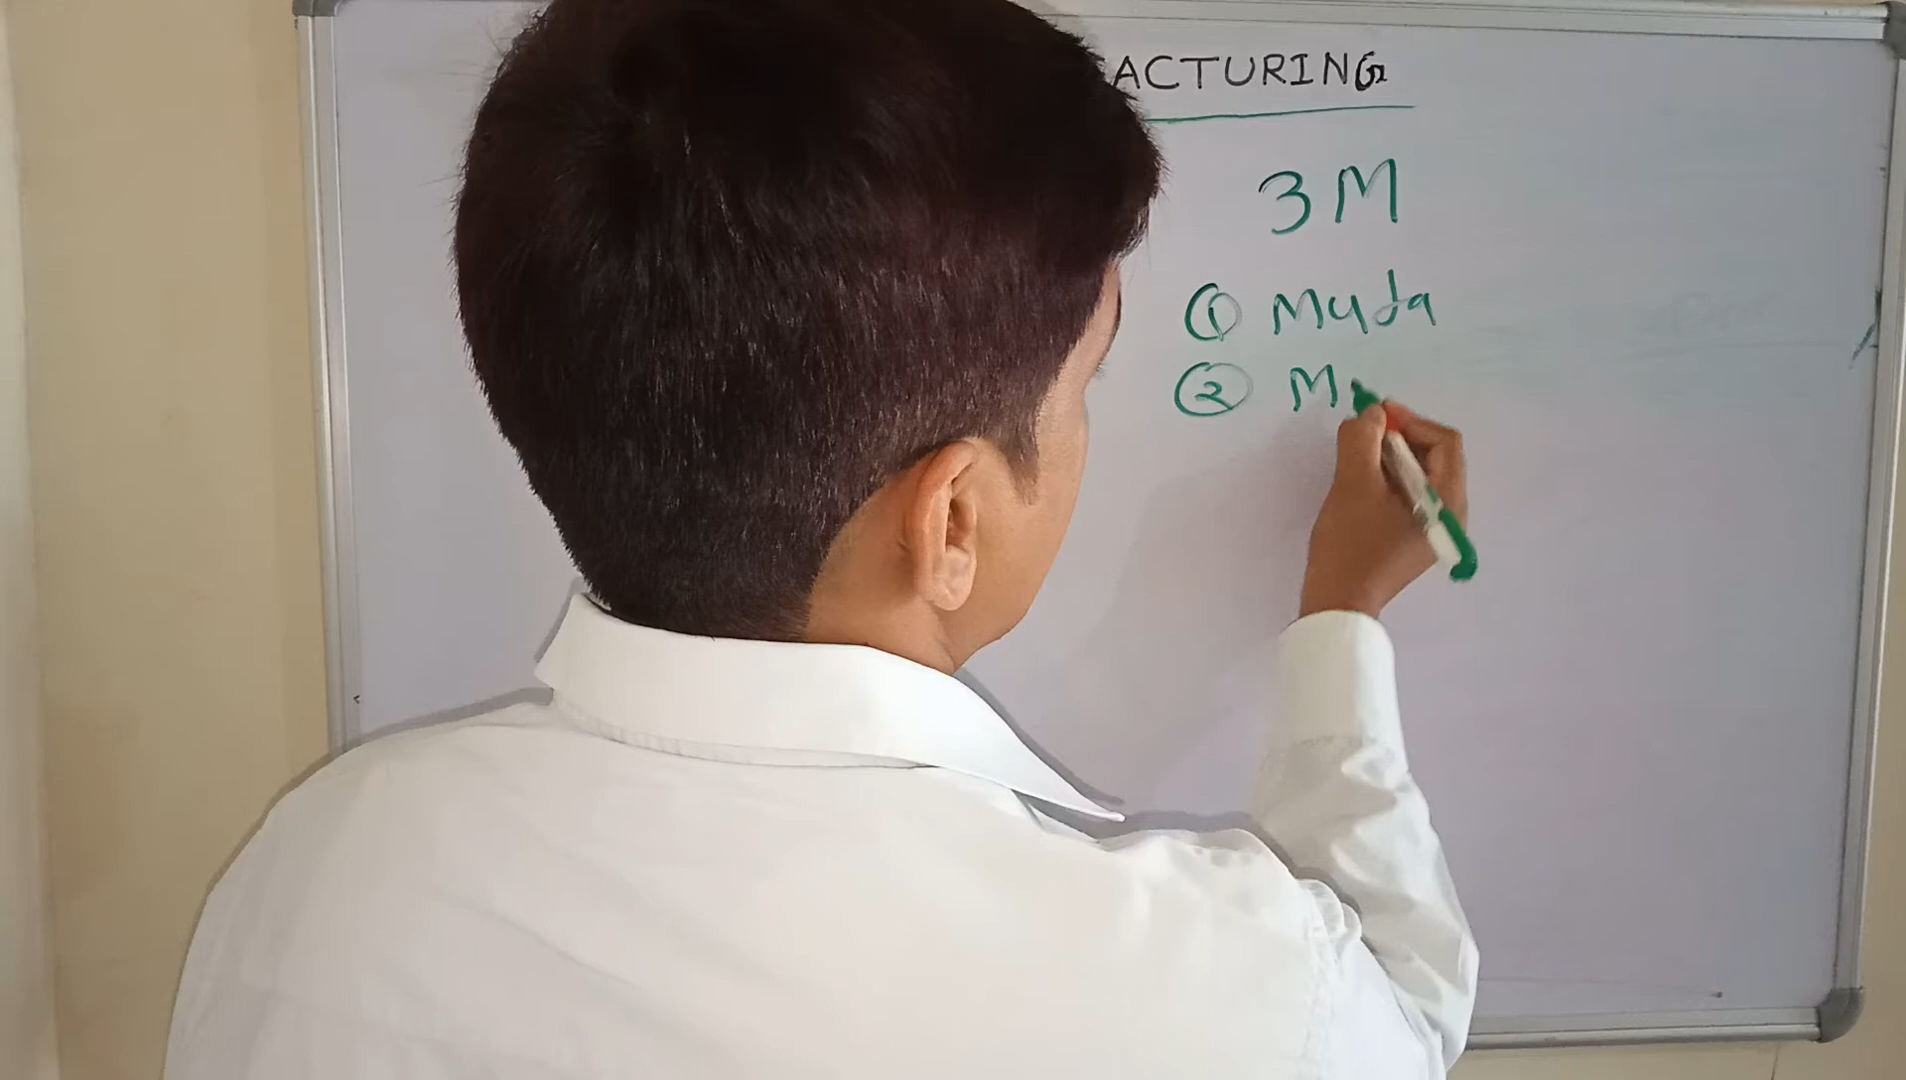 ACTURING
3M
① Muda
② M